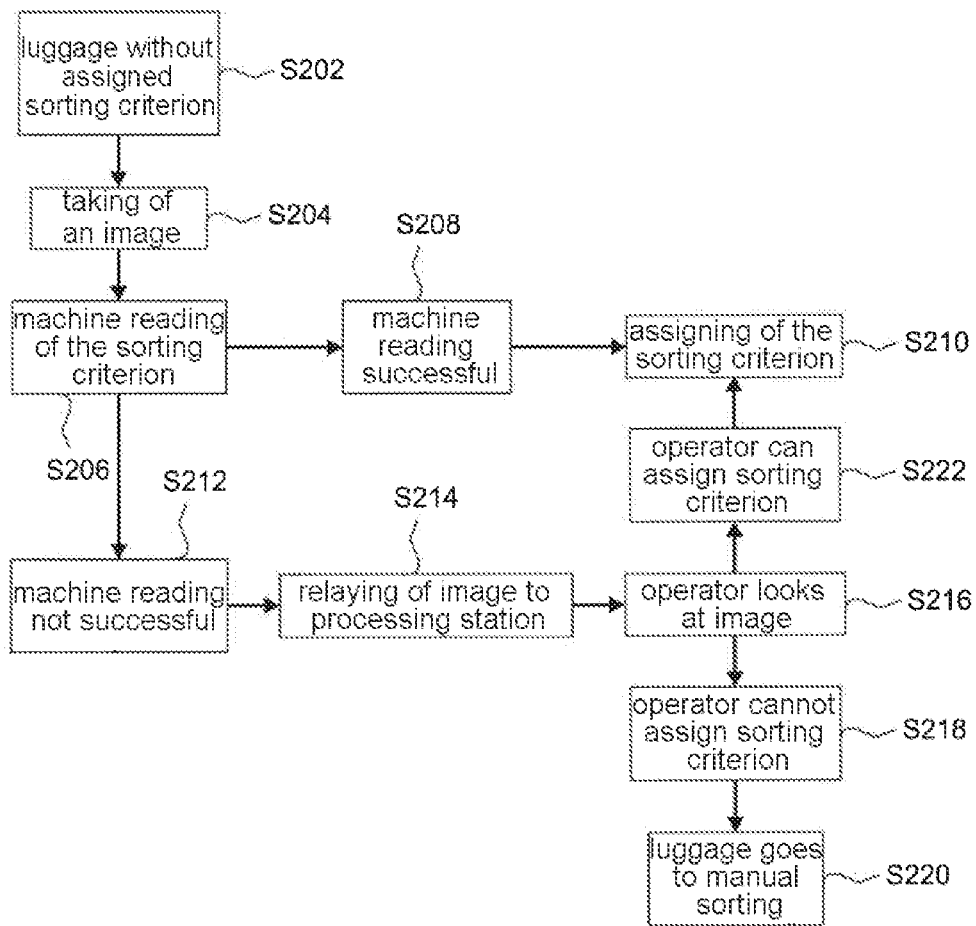 luggage without
assigned
sorting criterion
S202
taking of
an image
S204
S208
machine reading
of the sorting
criterion
machine
reading
successful
assigning of the
sorting criterion
S210
S206
operator can
assign sorting
criterion
S222
S212
S214
machine reading
not successful
relaying of image to
processing station
operator looks
at image
S216
operator cannot
assign sorting
criterion
S218
luggage goes
to manual
sorting
S220